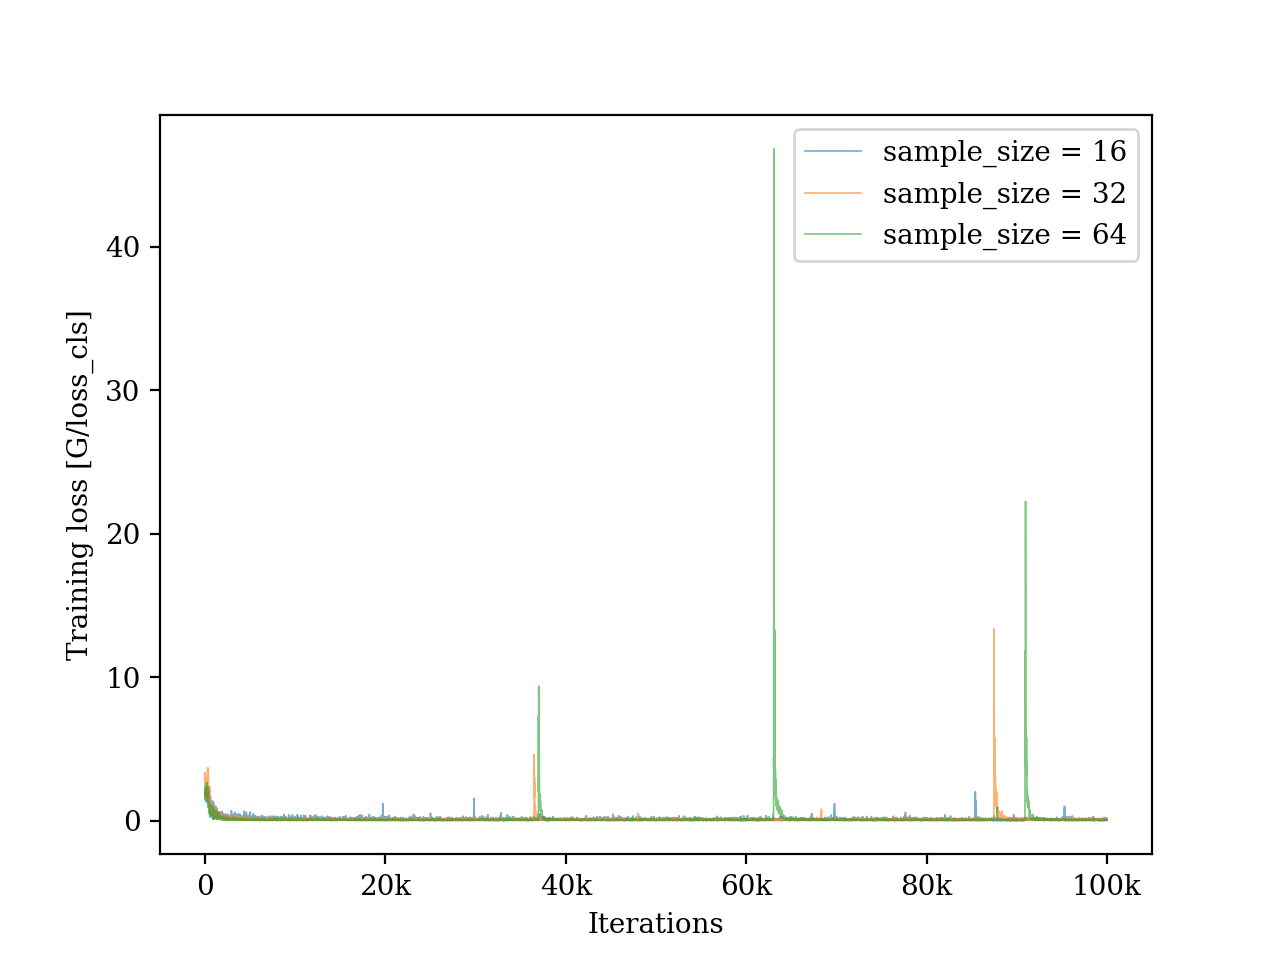 sample_size = 16
sample_size = 32
sample_size = 64
40
30
20
10
0
Training loss [G/loss_cls]
0 20k 40k 60k 80k 100k
Iterations